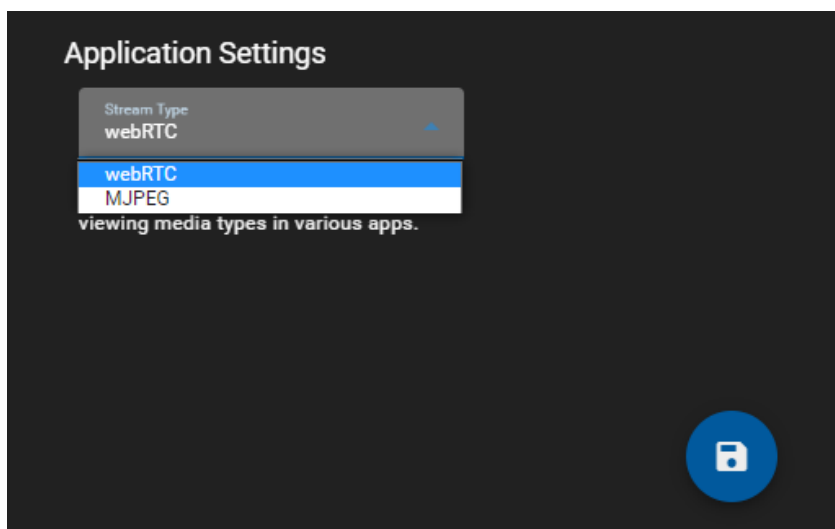 Application Settings
Stream Type
webRTC
webRTC
MJPEG
viewing media types in various apps.